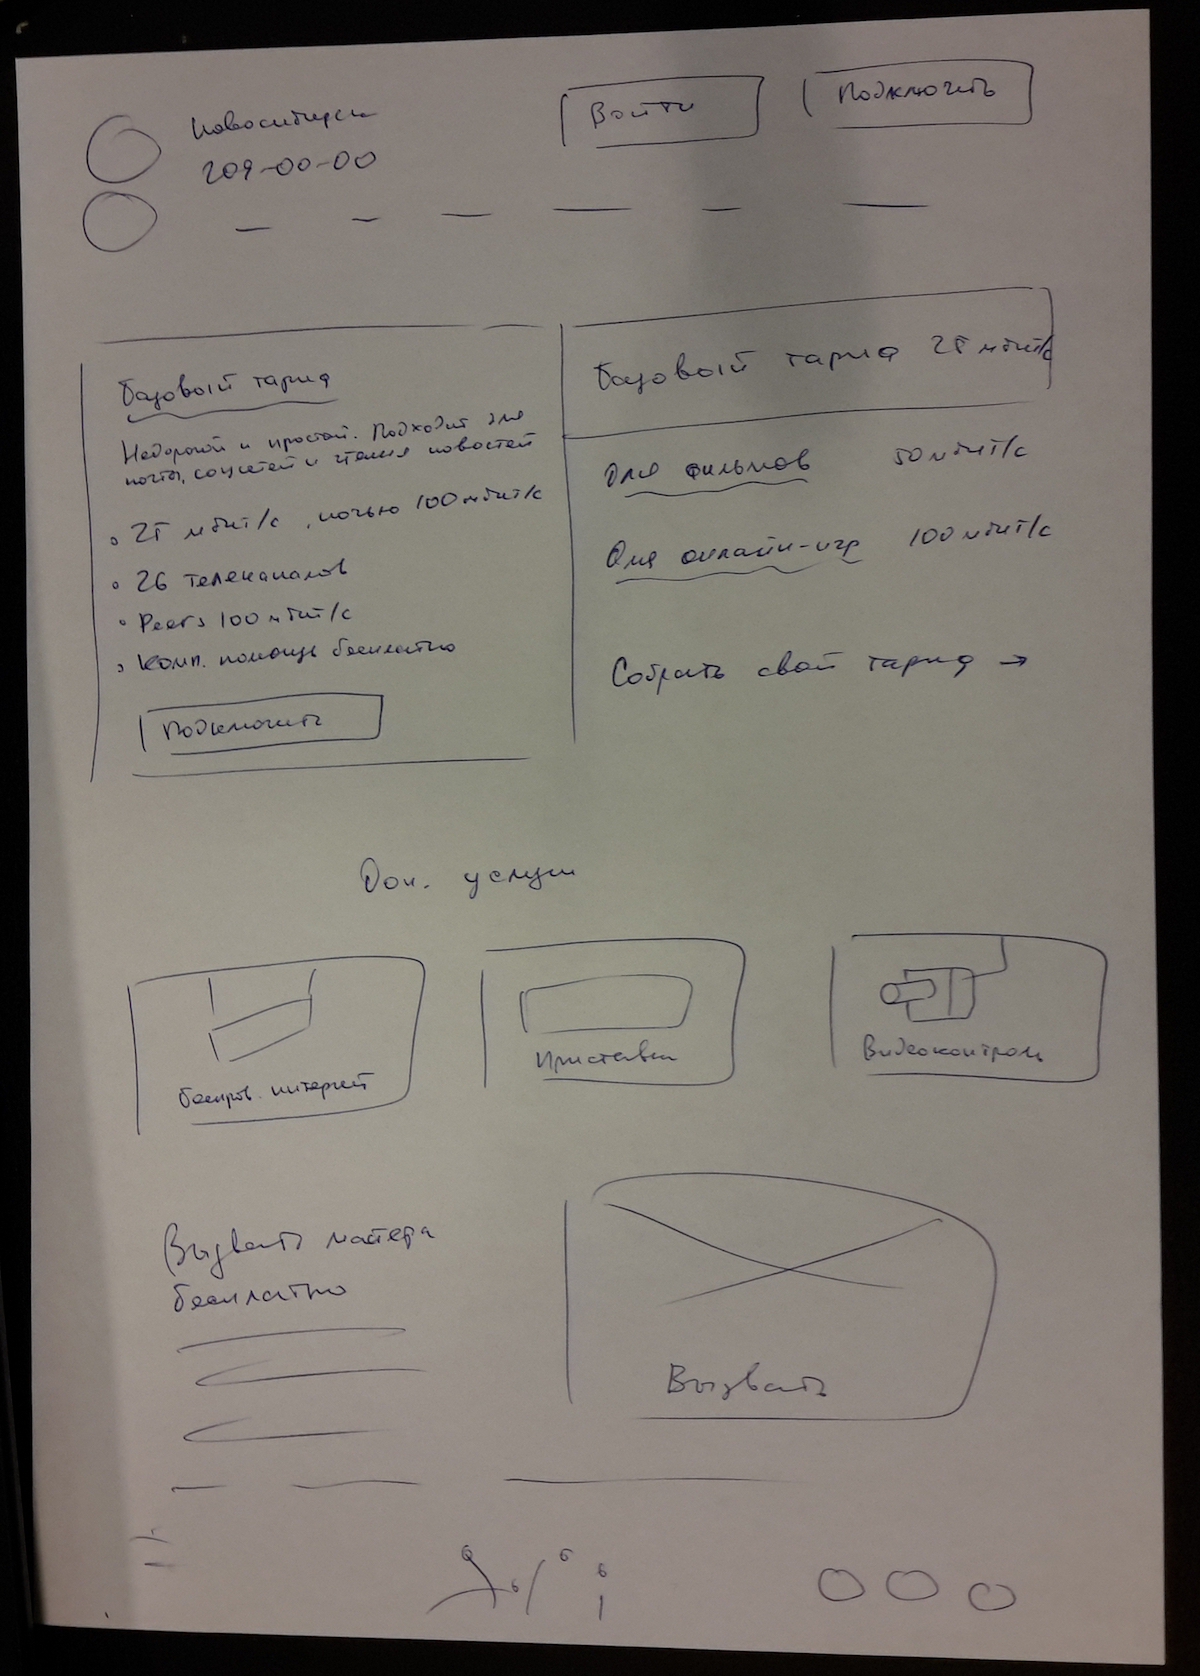 Новосибирск
209-00-00
Войти
Подключить
Базовый тариф
Недорогой и простой. Подходит для
почты, соцсетей и чтения новостей
25 мбит/с, ночью 100 мбит/с
26 телеканалов
Peers 100 мбит/с
Комп. помощь бесплатно
Подключить
Базовый тариф 25 мбит/с
Для фильмов 50 мбит/с
Для онлайн-игр 100 мбит/с
Собрать свой тариф →
Доп. услуги
беспров. интернет
Приставки
Видеоконтроль
Вызвать мастера
бесплатно
Вызвать